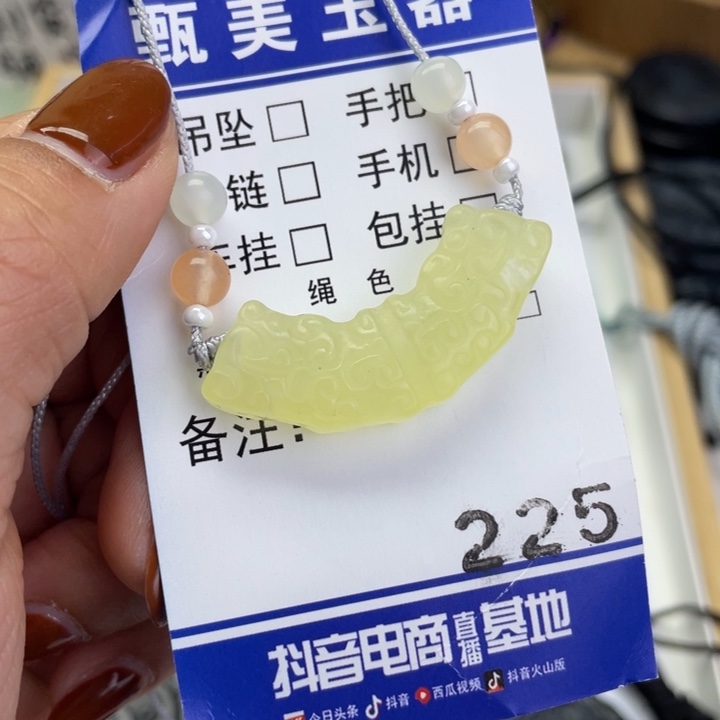 甄美玉器
吊坠□ 手把□
链□ 手机□
挂□ 包挂
绳 色
备注:
225
抖音电商直播基地
今日头条 抖音 西瓜视频 抖音火山版